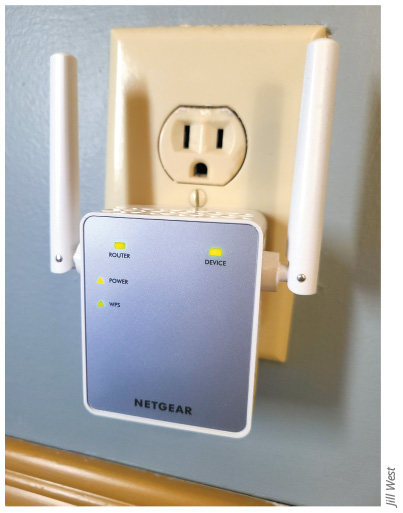 ROUTER
DEVICE
POWER
WPS
NETGEAR
Jill West